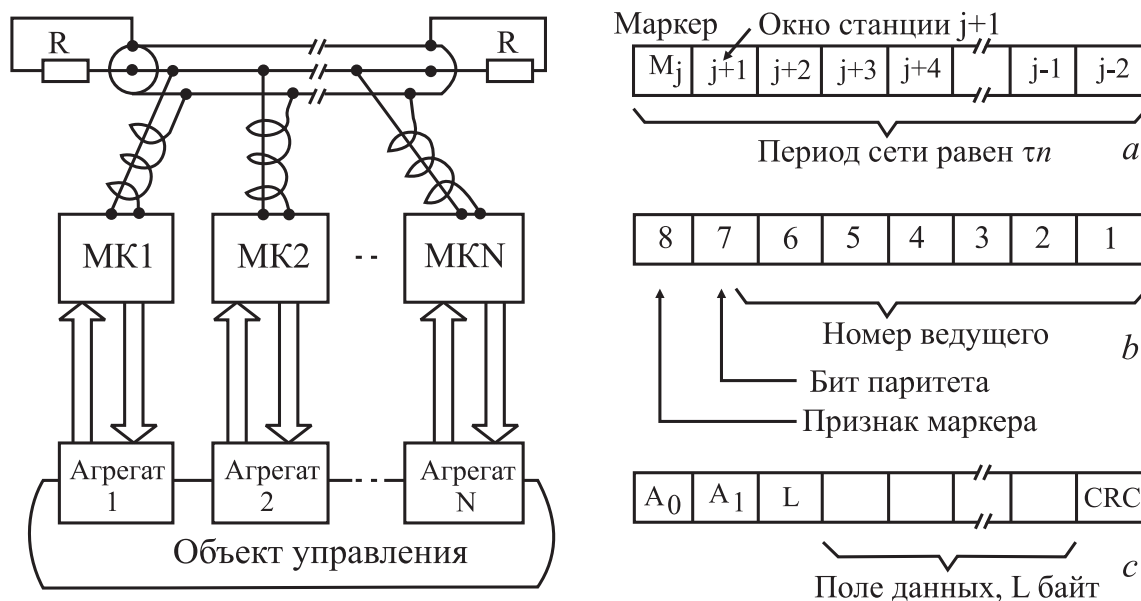 R
R
МК1
МК2
- -
МКN
Агрегат
1
Агрегат
2
Агрегат
N
Объект управления
Маркер
Окно станции j+1
Mj j+1 j+2 j+3 j+4 j-1 j-2
Период сети равен τn
a
8 7 6 5 4 3 2 1
Номер ведущего
b
Бит паритета
Признак маркера
A0 A1 L CRC
Поле данных, L байт
c